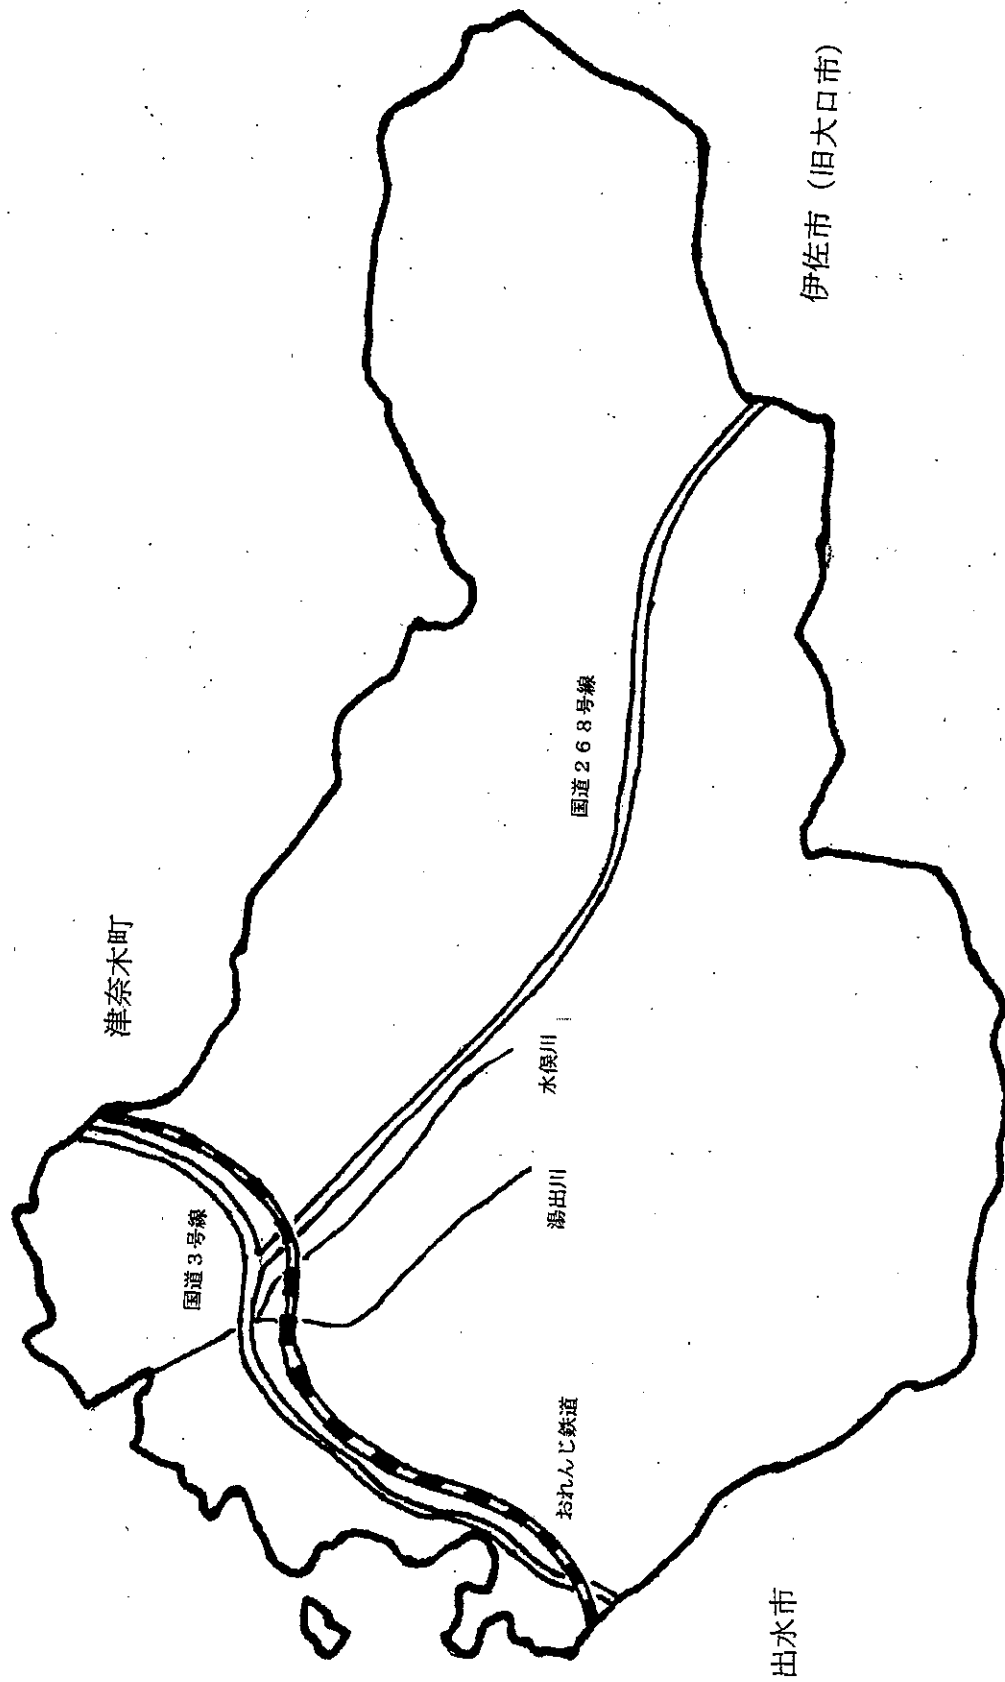 津奈木町
国道3号線
国道268号線
伊佐市（旧大口市）
水俣川
湯出川
おれんじ鉄道
出水市